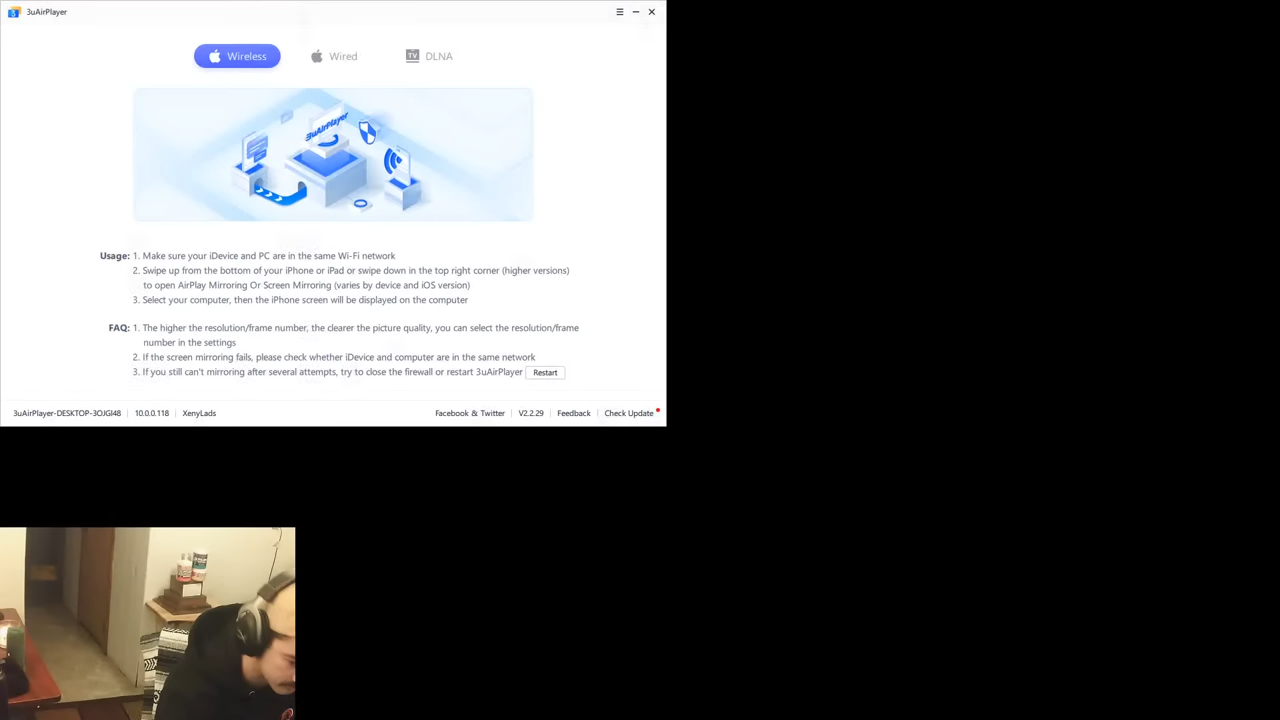 3uAirPlayer
Wireless
Wired
TV DLNA
3uAirPlayer
Usage: 1. Make sure your iDevice and PC are in the same Wi-Fi network
2. Swipe up from the bottom of your iPhone or iPad or swipe down in the top right corner (higher versions)
to open AirPlay Mirroring Or Screen Mirroring (varies by device and iOS version)
3. Select your computer, then the iPhone screen will be displayed on the computer
FAQ: 1. The higher the resolution/frame number, the clearer the picture quality, you can select the resolution/frame
number in the settings
2. If the screen mirroring fails, please check whether iDevice and computer are in the same network
3. If you still can't mirroring after several attempts, try to close the firewall or restart 3uAirPlayer Restart
3uAirPlayer-DESKTOP-3OJGI48 | 10.0.0.118 | XenyLads
Facebook & Twitter | V2.2.29 | Feedback | Check Update